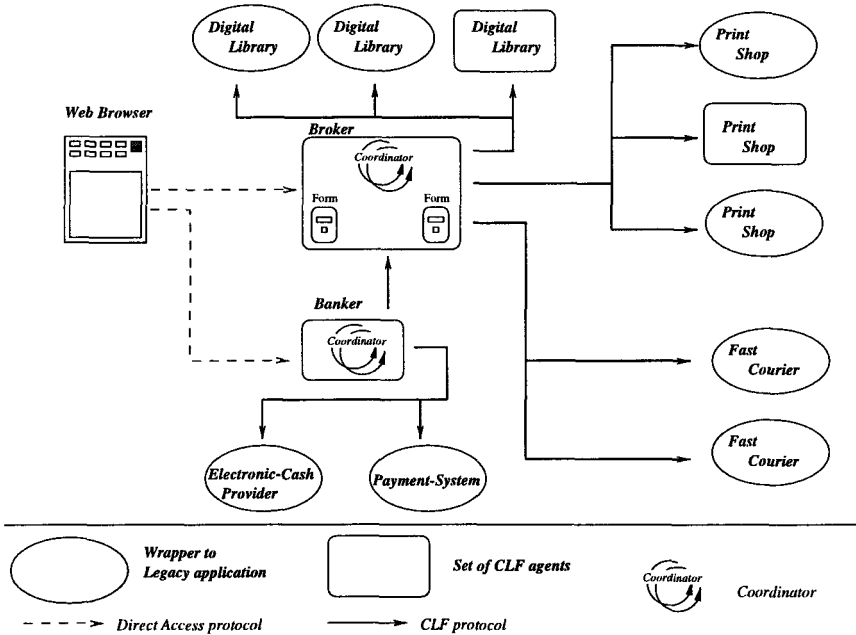 Digital
Library
Digital
Library
Digital
Library
Print
Shop
Web Browser
Broker
Coordinator
Print
Shop
Form
Form
Print
Shop
Banker
Coordinator
Fast
Courier
Electronic-Cash
Provider
Payment-System
Fast
Courier
Wrapper to
Legacy application
Set of CLF agents
Coordinator
Coordinator
Direct Access protocol
CLF protocol